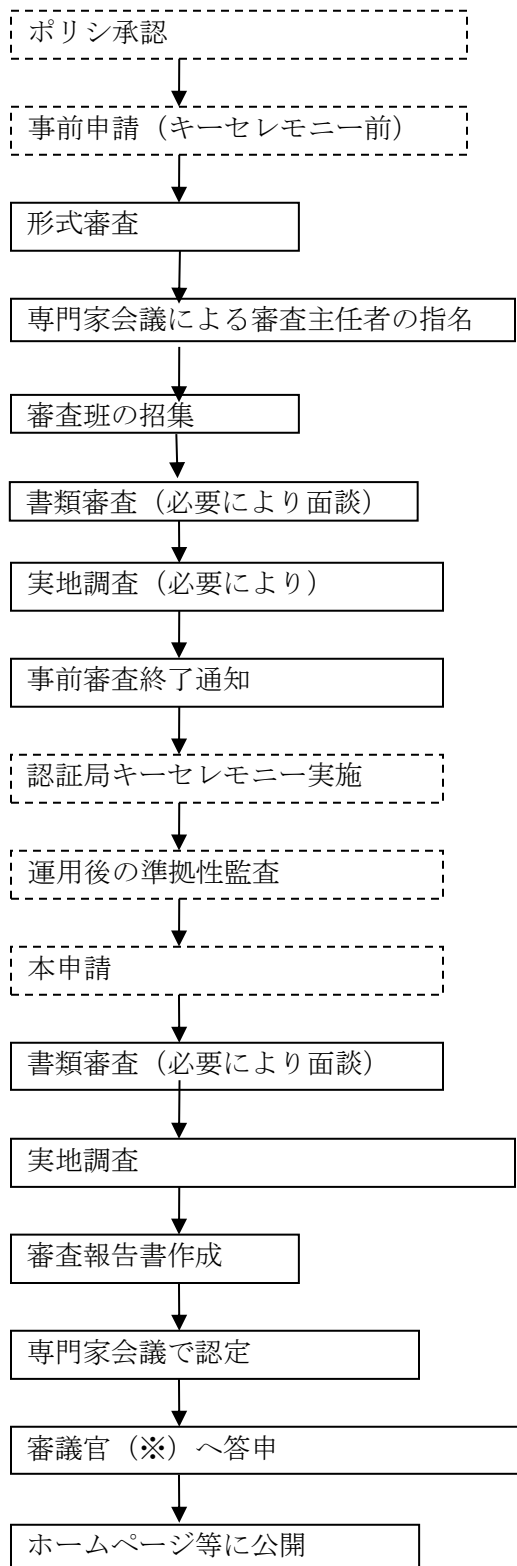 ポリシ承認
事前申請（キーセレモニー前）
形式審査
専門家会議による審査主任者の指名
審査班の招集
書類審査（必要により面談）
実地調査（必要により）
事前審査終了通知
認証局キーセレモニー実施
運用後の準拠性監査
本申請
書類審査（必要により面談）
実地調査
審査報告書作成
専門家会議で認定
審議官（※）へ答申
ホームページ等に公開